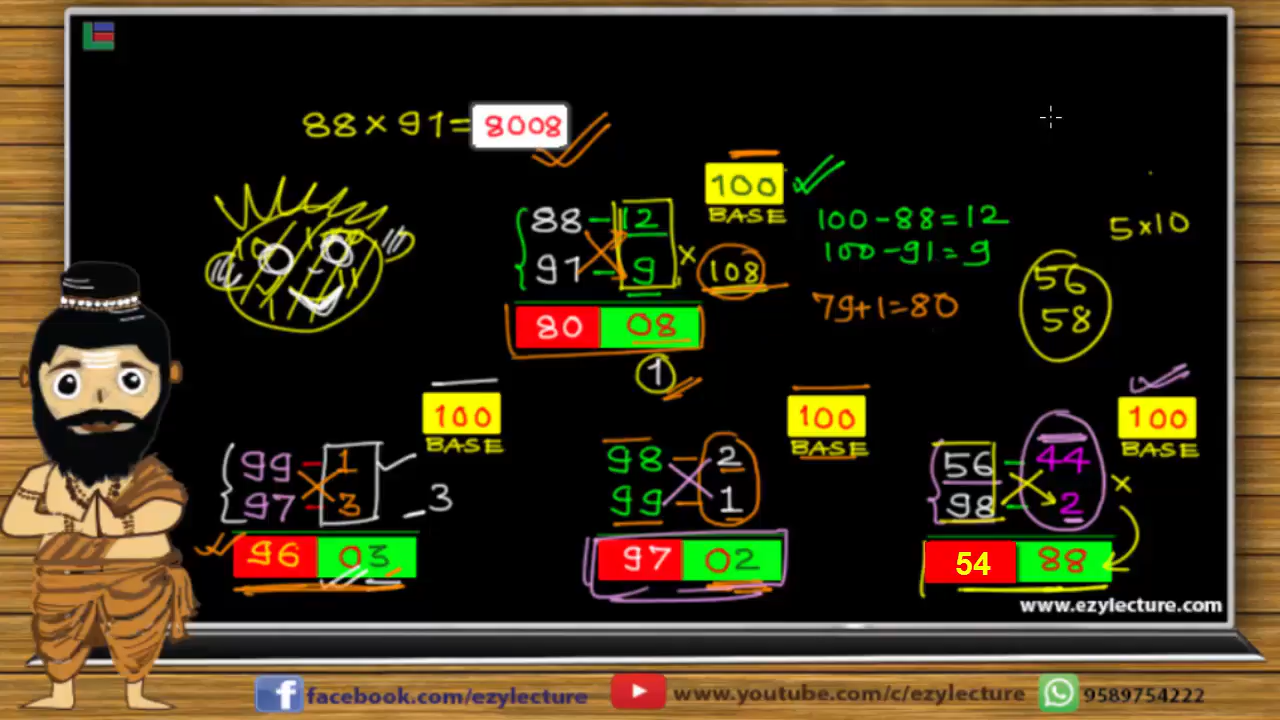 88 × 91 = 8008
100
BASE
88 - 12
91 - 9 × 108
80 08
1
100 - 88 = 12
100 - 91 = 9
79+1=80
5×10
56
58
100
BASE
99 - 1
97 - 3
3
96 03
100
BASE
98 - 2
99 - 1
97 02
100
BASE
56 - 44
98 - 2 ×
54 88
www.ezylecture.com
facebook.com/ezylecture
www.youtube.com/c/ezylecture
9589754222